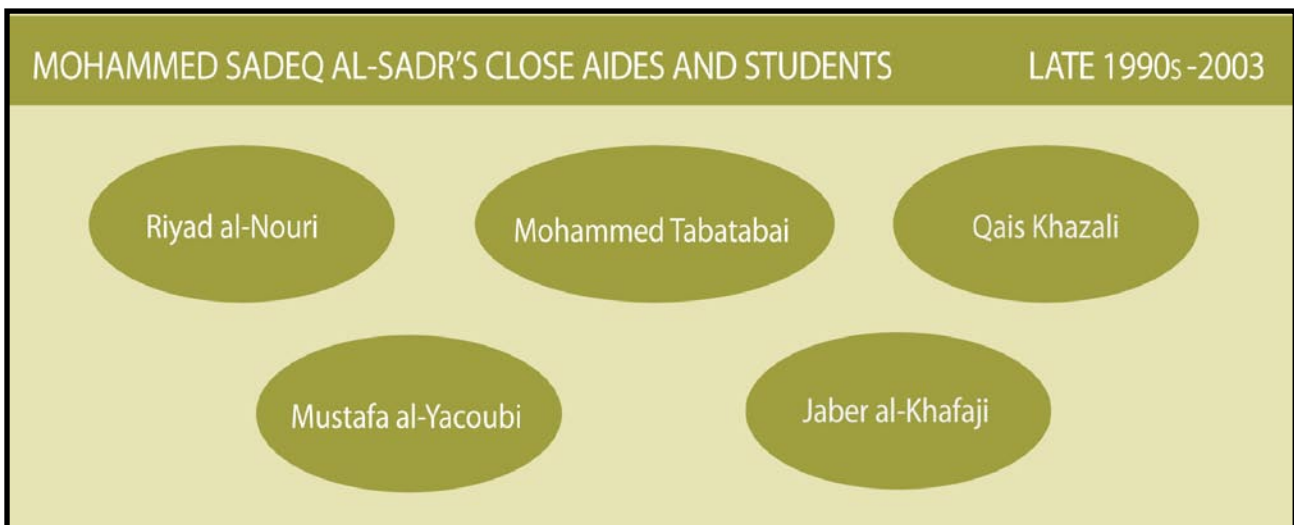 MOHAMMED SADEQ AL-SADR'S CLOSE AIDES AND STUDENTS LATE 1990s-2003
Riyad al-Nouri
Mohammed Tabatabai
Qais Khazali
Mustafa al-Yacoubi
Jaber al-Khafaji